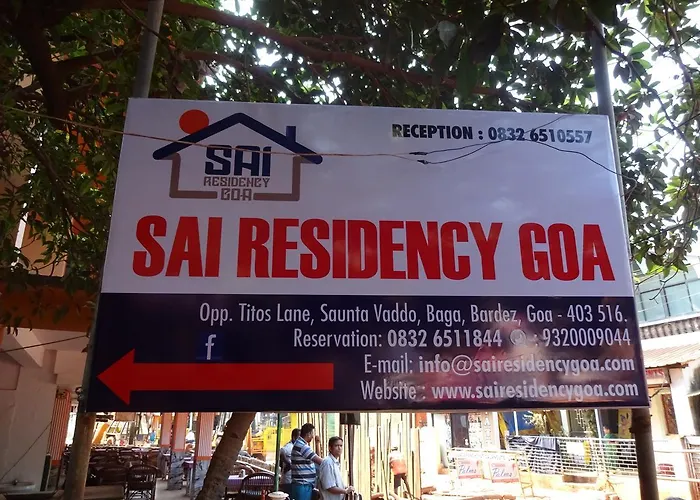 RECEPTION : 0832 6510557
SAI
RESIDENCY
GOA
SAI RESIDENCY GOA
Opp. Titos Lane, Saunta Vaddo, Baga, Bardez, Goa - 403 516.
Reservation: 0832 6511844 : 9320009044
f
E-mail: info@sairesidencygoa.com
Website : www.sairesidencygoa.com